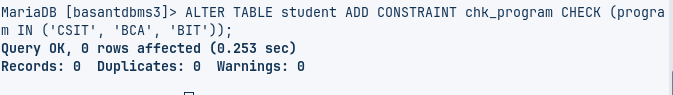 MariaDB [basantdbms3]> ALTER TABLE student ADD CONSTRAINT chk_program CHECK (progra
m IN ('CSIT', 'BCA', 'BIT'));
Query OK, 0 rows affected (0.253 sec)
Records: 0  Duplicates: 0  Warnings: 0